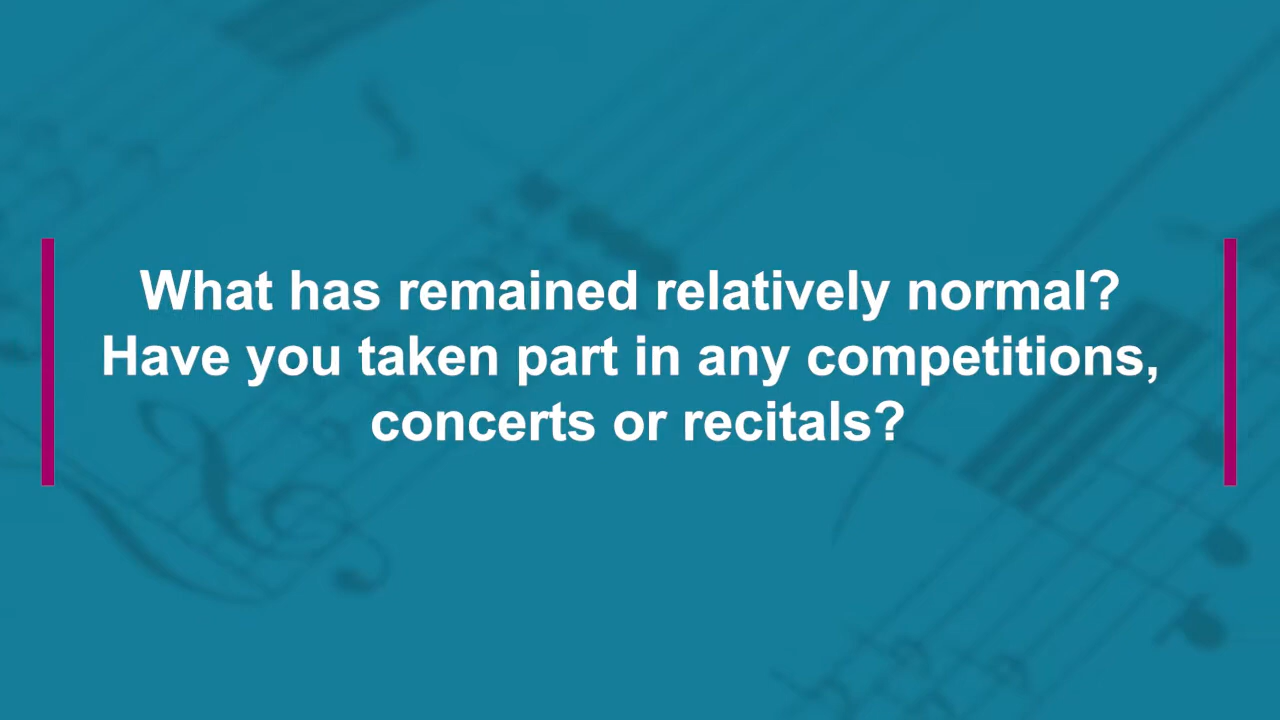 What has remained relatively normal?
Have you taken part in any competitions,
concerts or recitals?